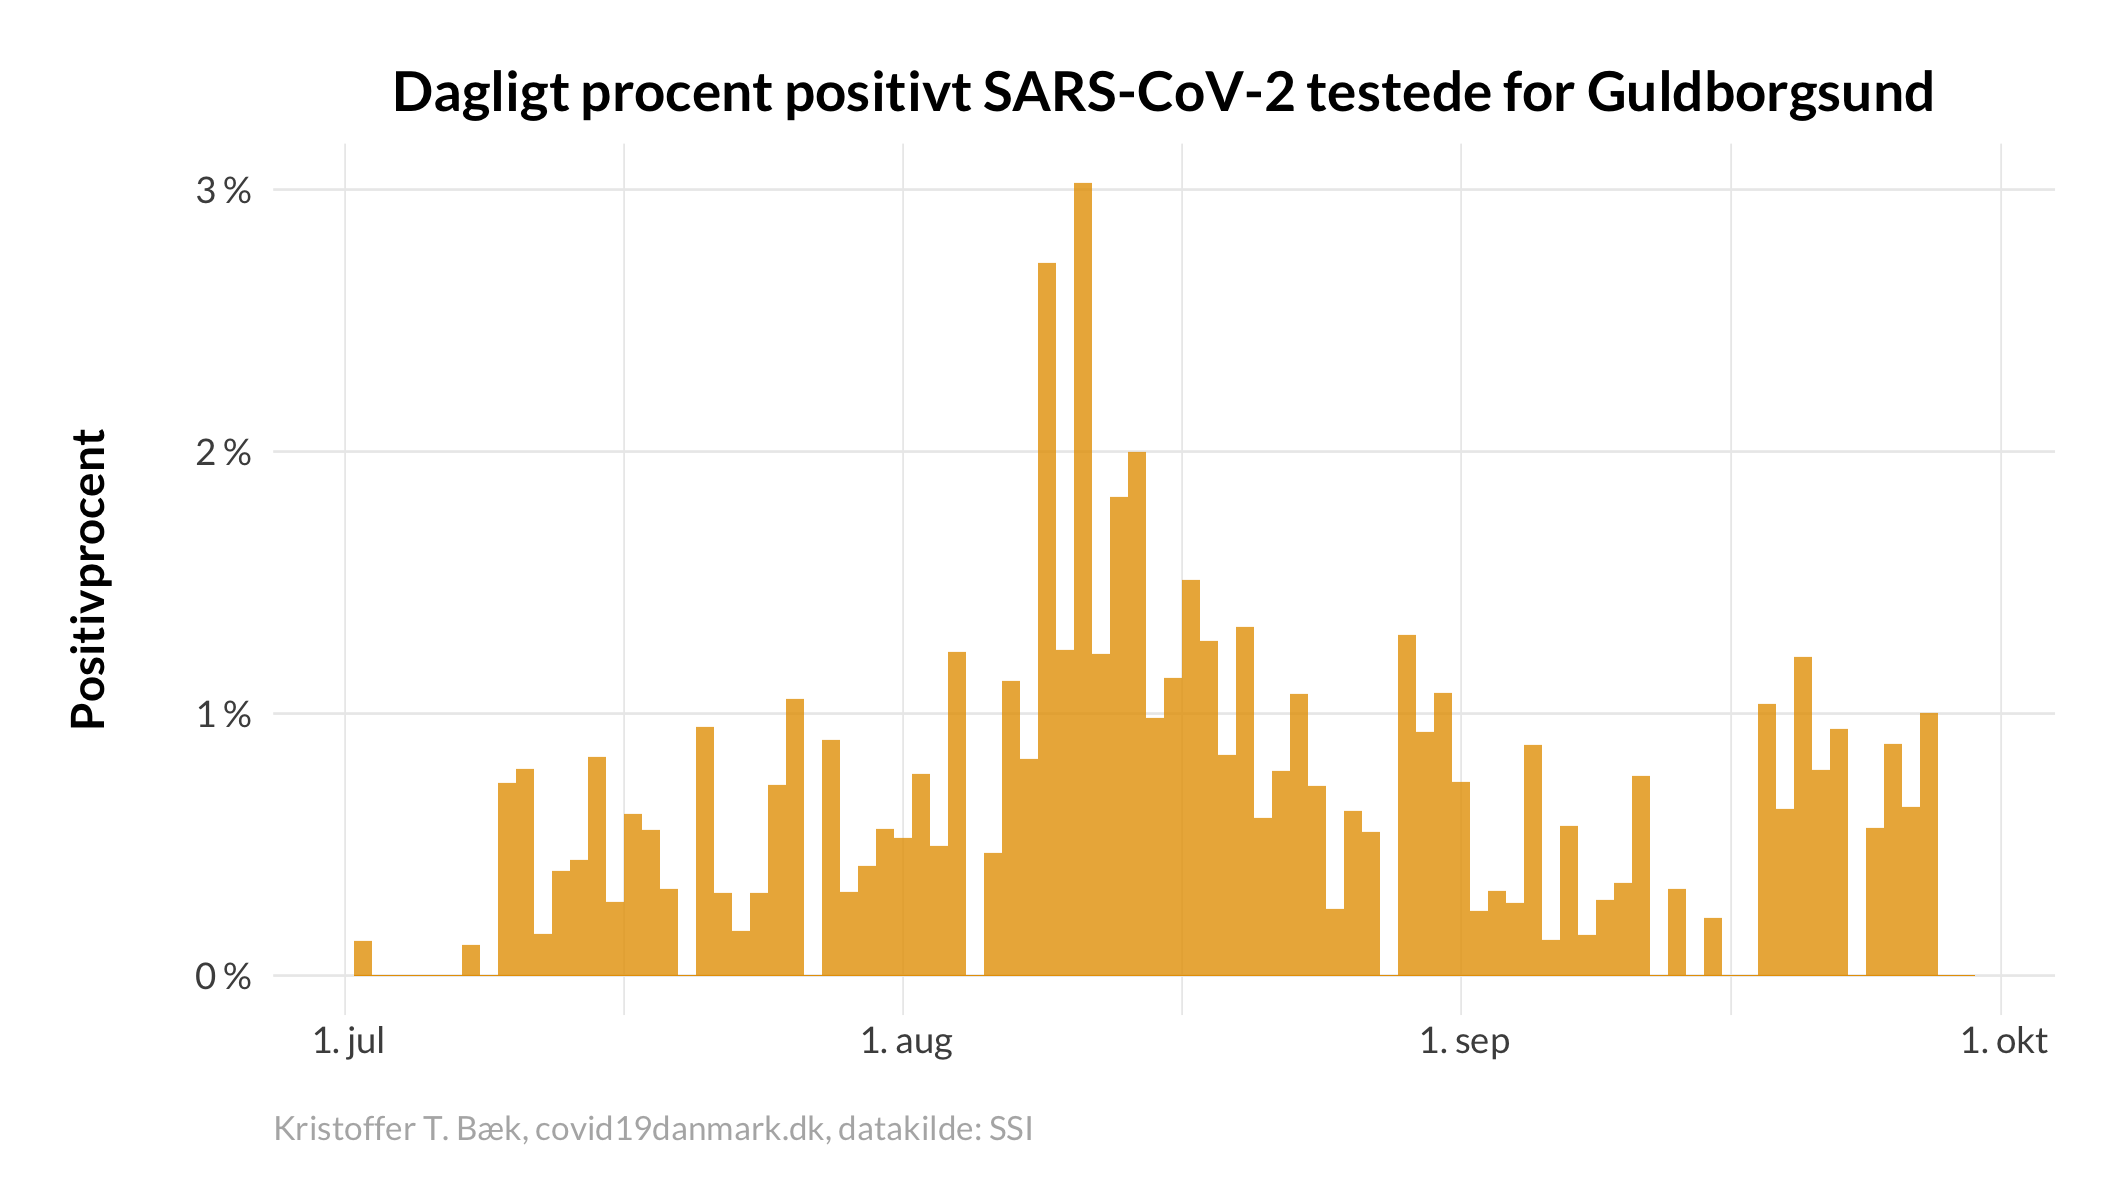 Dagligt procent positivt SARS-CoV-2 testede for Guldborgsund
Positivprocent
3 %
2 %
1 %
0 %
1. jul
1. aug
1. sep
1. okt
Kristoffer T. Bæk, covid19danmark.dk, datakilde: SSI